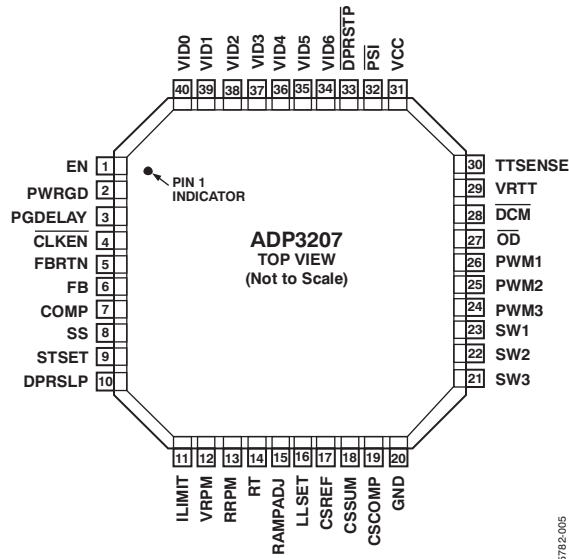 VID0
VID1
VID2
VID3
VID4
VID5
VID6
DPRSTP
PSI
VCC
40
39
38
37
36
35
34
33
32
31
EN 1
PWRGD 2
PGDELAY 3
CLKEN 4
FBRTN 5
FB 6
COMP 7
SS 8
STSET 9
DPRSLP 10
PIN 1
INDICATOR
ADP3207
TOP VIEW
(Not to Scale)
30 TTSENSE
29 VRTT
28 DCM
27 OD
26 PWM1
25 PWM2
24 PWM3
23 SW1
22 SW2
21 SW3
11
12
13
14
15
16
17
18
19
20
ILIMIT
VRPM
RRPM
RT
RAMPADJ
LLSET
CSREF
CSSUM
CSCOMP
GND